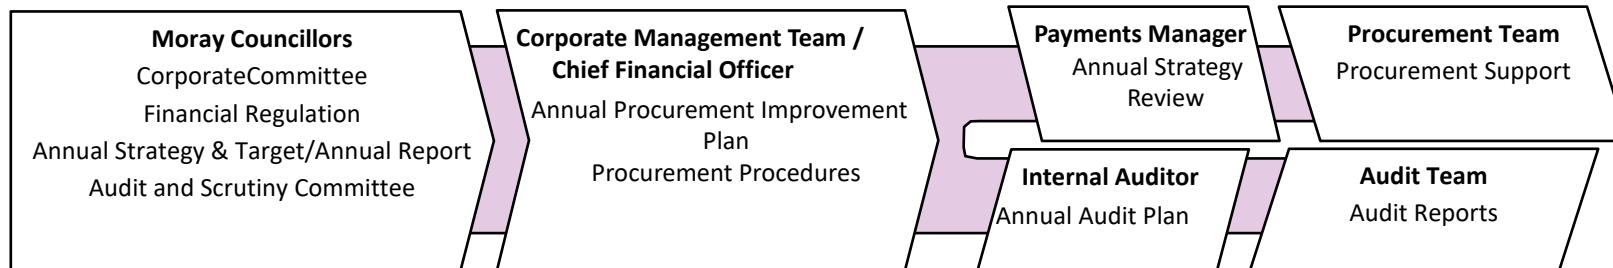 Moray Councillors
CorporateCommittee
Financial Regulation
Annual Strategy & Target/Annual Report
Audit and Scrutiny Committee
Corporate Management Team /
Chief Financial Officer
Annual Procurement Improvement
Plan
Procurement Procedures
Payments Manager
Annual Strategy
Review
Procurement Team
Procurement Support
Internal Auditor
Annual Audit Plan
Audit Team
Audit Reports